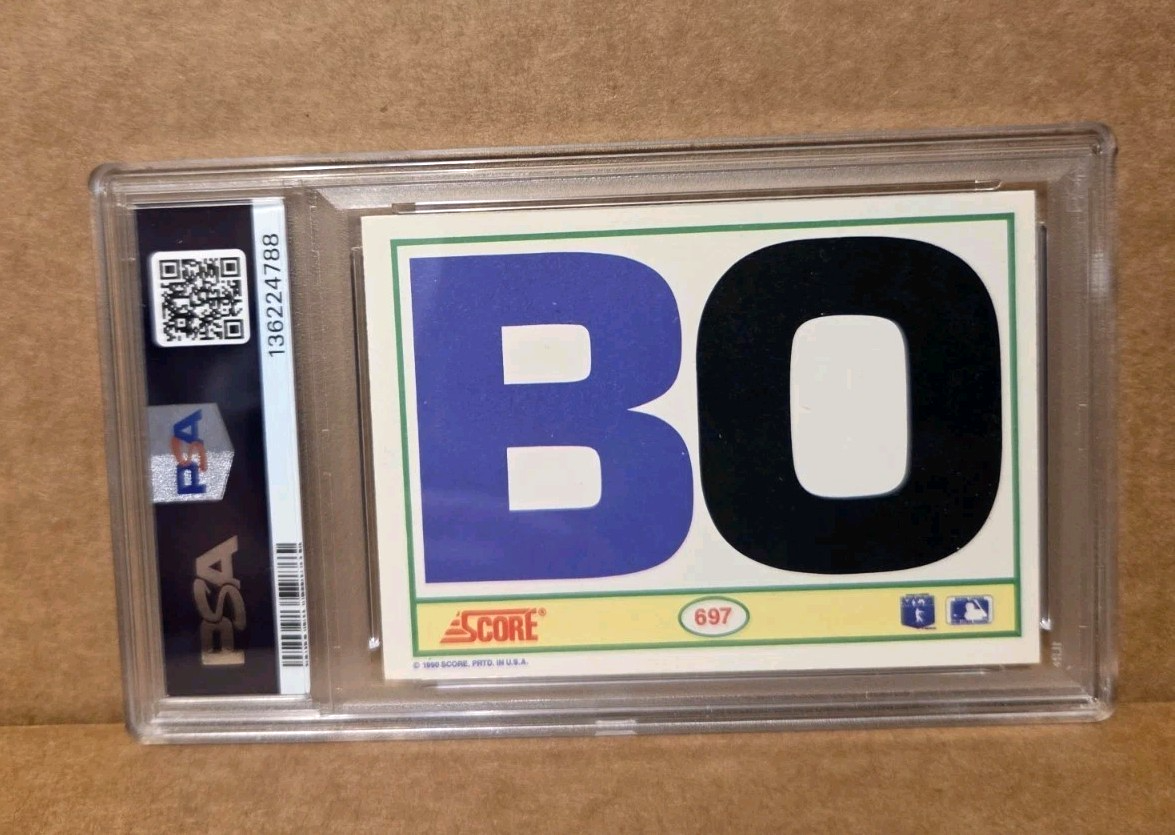 136224788
PSA
PSA
BO
SCORE®
697
© 1990 SCORE. PRTD. IN U.S.A.